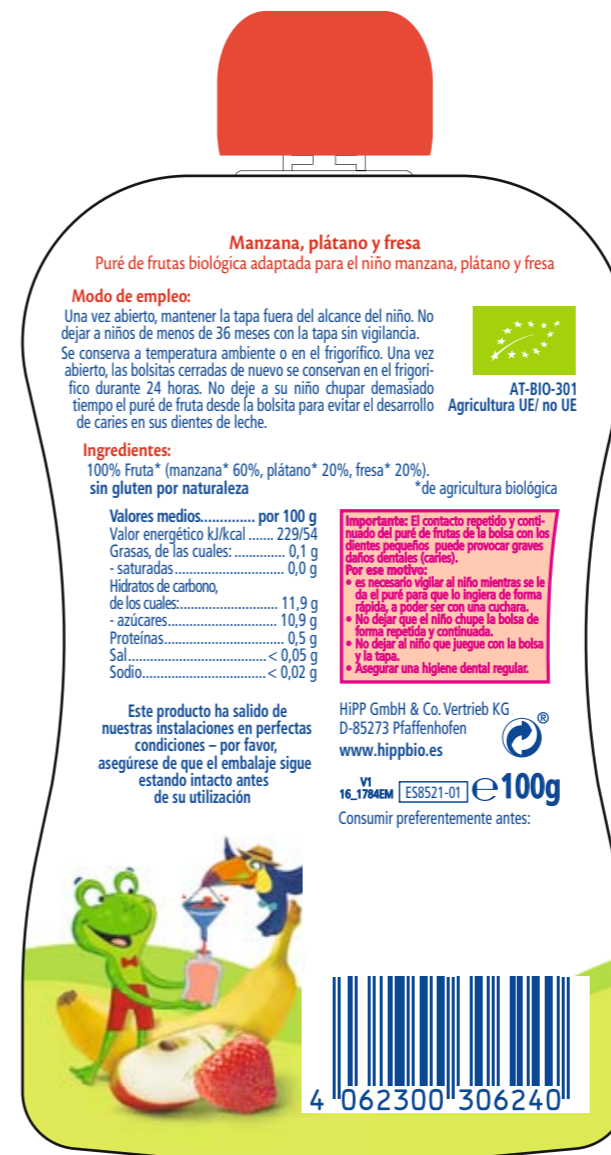 Manzana, plátano y fresa
Puré de frutas biológica adaptada para el niño manzana, plátano y fresa
Modo de empleo:
Una vez abierto, mantener la tapa fuera del alcance del niño. No
dejar a niños de menos de 36 meses con la tapa sin vigilancia.
Se conserva a temperatura ambiente o en el frigorífico. Una vez
abierto, las bolsitas cerradas de nuevo se conservan en el frigorí-
fico durante 24 horas. No deje a su niño chupar demasiado
tiempo el puré de fruta desde la bolsita para evitar el desarrollo
de caries en sus dientes de leche.
AT-BIO-301
Agricultura UE/ no UE
Ingredientes:
100% Fruta* (manzana* 60%, plátano* 20%, fresa* 20%).
sin gluten por naturaleza *de agricultura biológica
Valores medios.............. por 100 g
Valor energético kJ/kcal ....... 229/54
Grasas, de las cuales: .............. 0,1 g
- saturadas.............................. 0,0 g
Hidratos de carbono,
de los cuales:........................... 11,9 g
- azúcares.............................. 10,9 g
Proteínas................................. 0,5 g
Sal......................................< 0,05 g
Sodio..................................< 0,02 g
Importante: El contacto repetido y conti-
nuado del puré de frutas de la bolsa con los
dientes pequeños puede provocar graves
daños dentales (caries).
Por ese motivo:
• es necesario vigilar al niño mientras se le
da el puré para que lo ingiera de forma
rápida, a poder ser con una cuchara.
• No dejar que el niño chupe la bolsa de
forma repetida y continuada.
• No dejar al niño que juegue con la bolsa
y la tapa.
• Asegurar una higiene dental regular.
Este producto ha salido de
nuestras instalaciones en perfectas
condiciones – por favor,
asegúrese de que el embalaje sigue
estando intacto antes
de su utilización
HiPP GmbH & Co. Vertrieb KG
D-85273 Pfaffenhofen
www.hippbio.es
®
V1
16_1784EM ES8521-01 ℮100g
Consumir preferentemente antes:
4 062300 306240